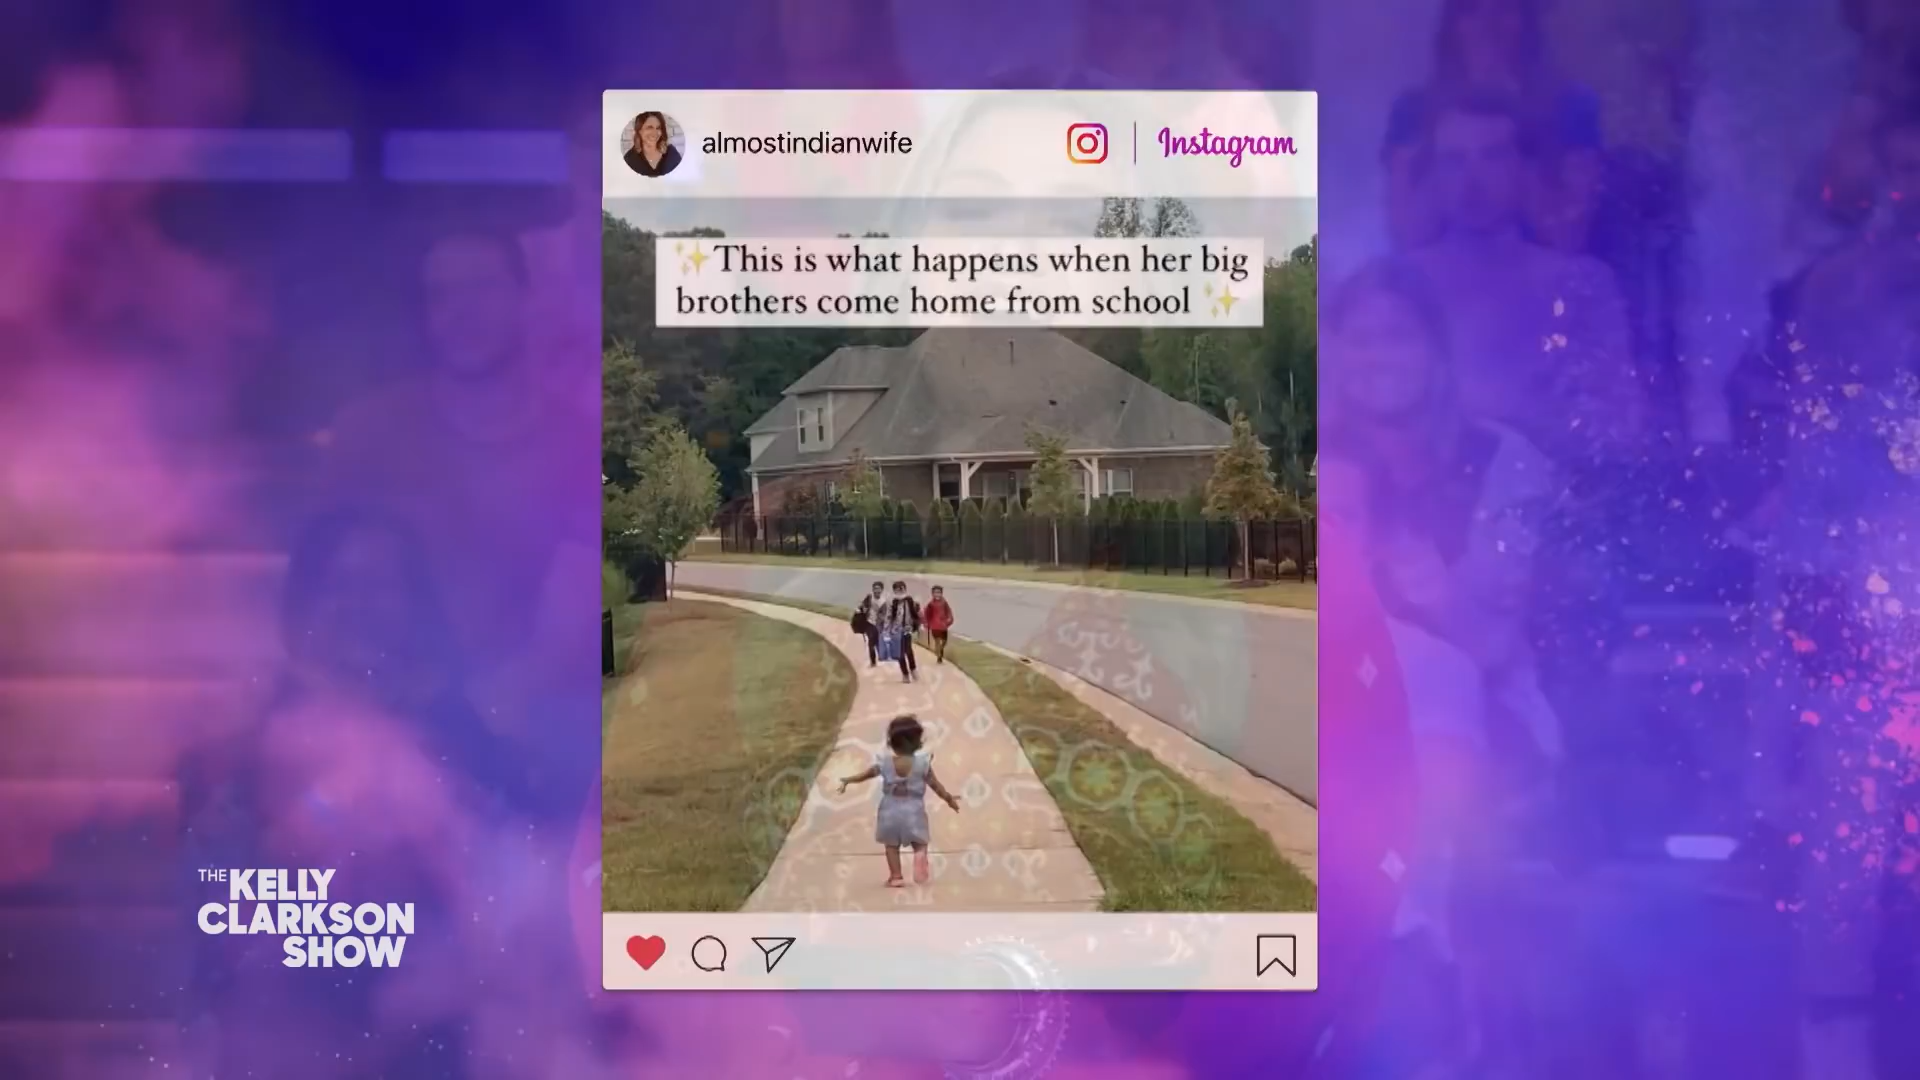 almostindianwife
Instagram
✨This is what happens when her big
brothers come home from school ✨
THE KELLY
CLARKSON
SHOW